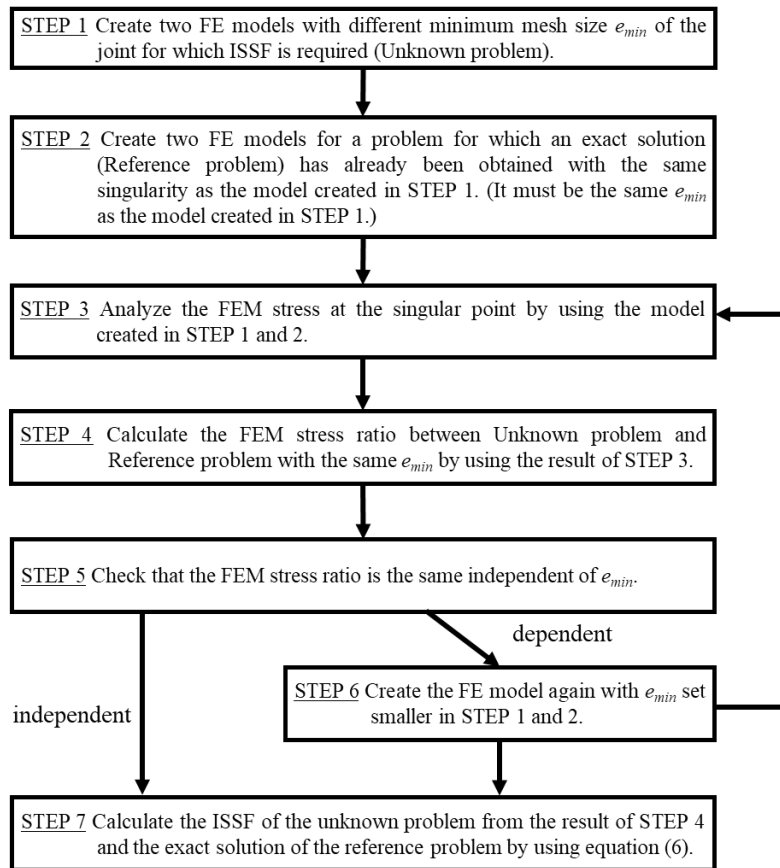 STEP 1 Create two FE models with different minimum mesh size e_min of the
joint for which ISSF is required (Unknown problem).
STEP 2 Create two FE models for a problem for which an exact solution
(Reference problem) has already been obtained with the same
singularity as the model created in STEP 1. (It must be the same e_min
as the model created in STEP 1.)
STEP 3 Analyze the FEM stress at the singular point by using the model
created in STEP 1 and 2.
STEP 4 Calculate the FEM stress ratio between Unknown problem and
Reference problem with the same e_min by using the result of STEP 3.
STEP 5 Check that the FEM stress ratio is the same independent of e_min.
dependent
STEP 6 Create the FE model again with e_min set
smaller in STEP 1 and 2.
independent
STEP 7 Calculate the ISSF of the unknown problem from the result of STEP 4
and the exact solution of the reference problem by using equation (6).